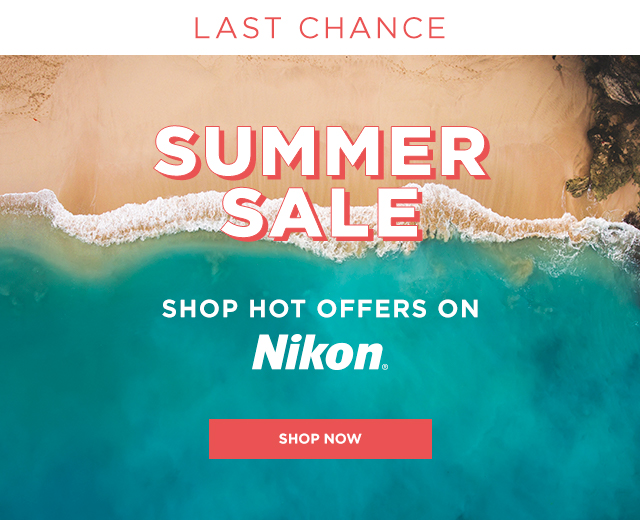 LAST CHANCE
SUMMER
SALE
SHOP HOT OFFERS ON
Nikon®
SHOP NOW